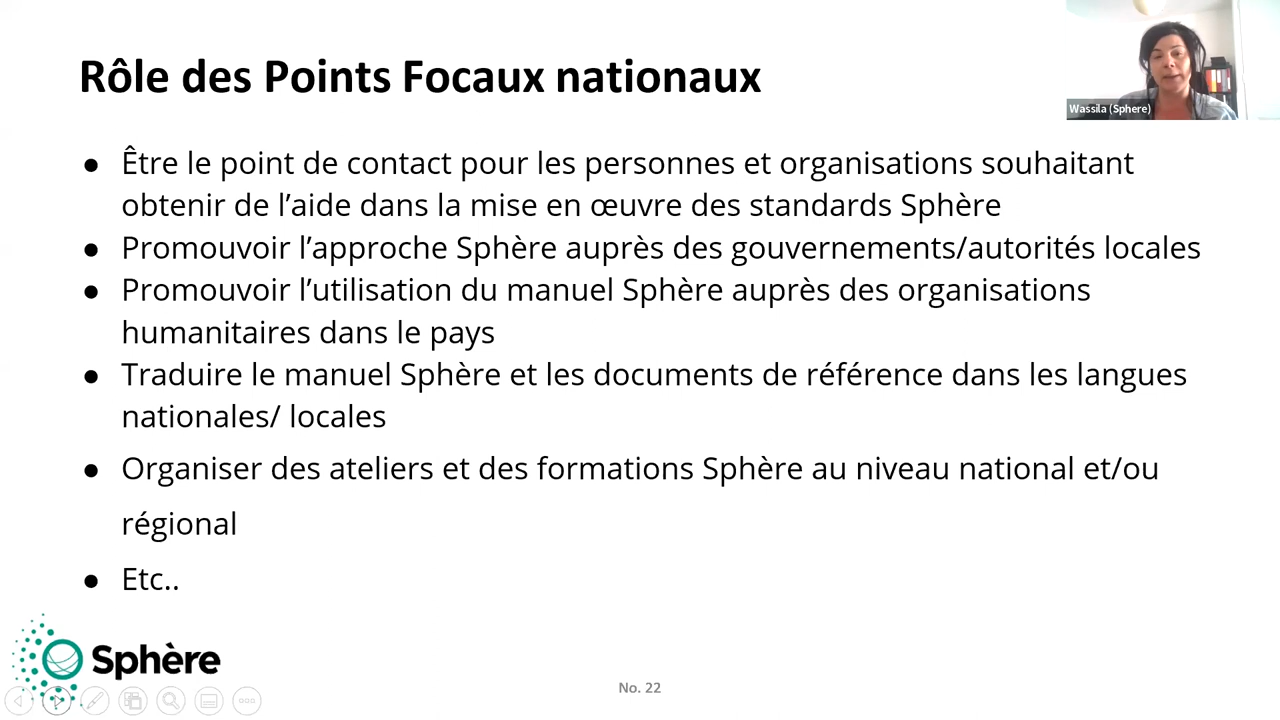 Rôle des Points Focaux nationaux
Wassila (Sphere)
● Être le point de contact pour les personnes et organisations souhaitant
obtenir de l’aide dans la mise en œuvre des standards Sphère
● Promouvoir l’approche Sphère auprès des gouvernements/autorités locales
● Promouvoir l’utilisation du manuel Sphère auprès des organisations
humanitaires dans le pays
● Traduire le manuel Sphère et les documents de référence dans les langues
nationales/ locales
● Organiser des ateliers et des formations Sphère au niveau national et/ou
régional
● Etc..
Sphère
No. 22